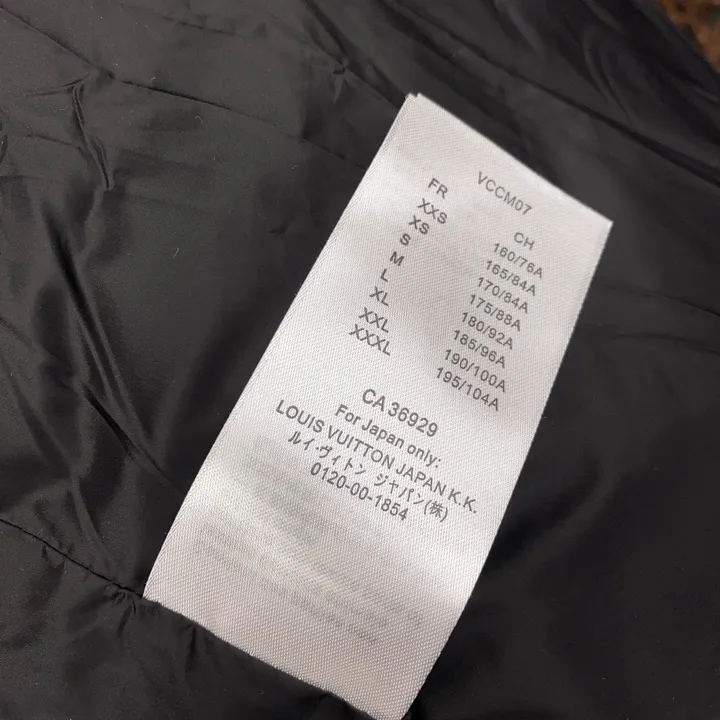 VCCM07
FR CH
XXS 160/76A
XS 165/84A
S 170/84A
M 175/88A
L 180/92A
XL 185/96A
XXL 190/100A
XXXL 195/104A
CA 36929
For Japan only:
LOUIS VUITTON JAPAN K.K.
ルイ・ヴィトン ジャパン(株)
0120-00-1854